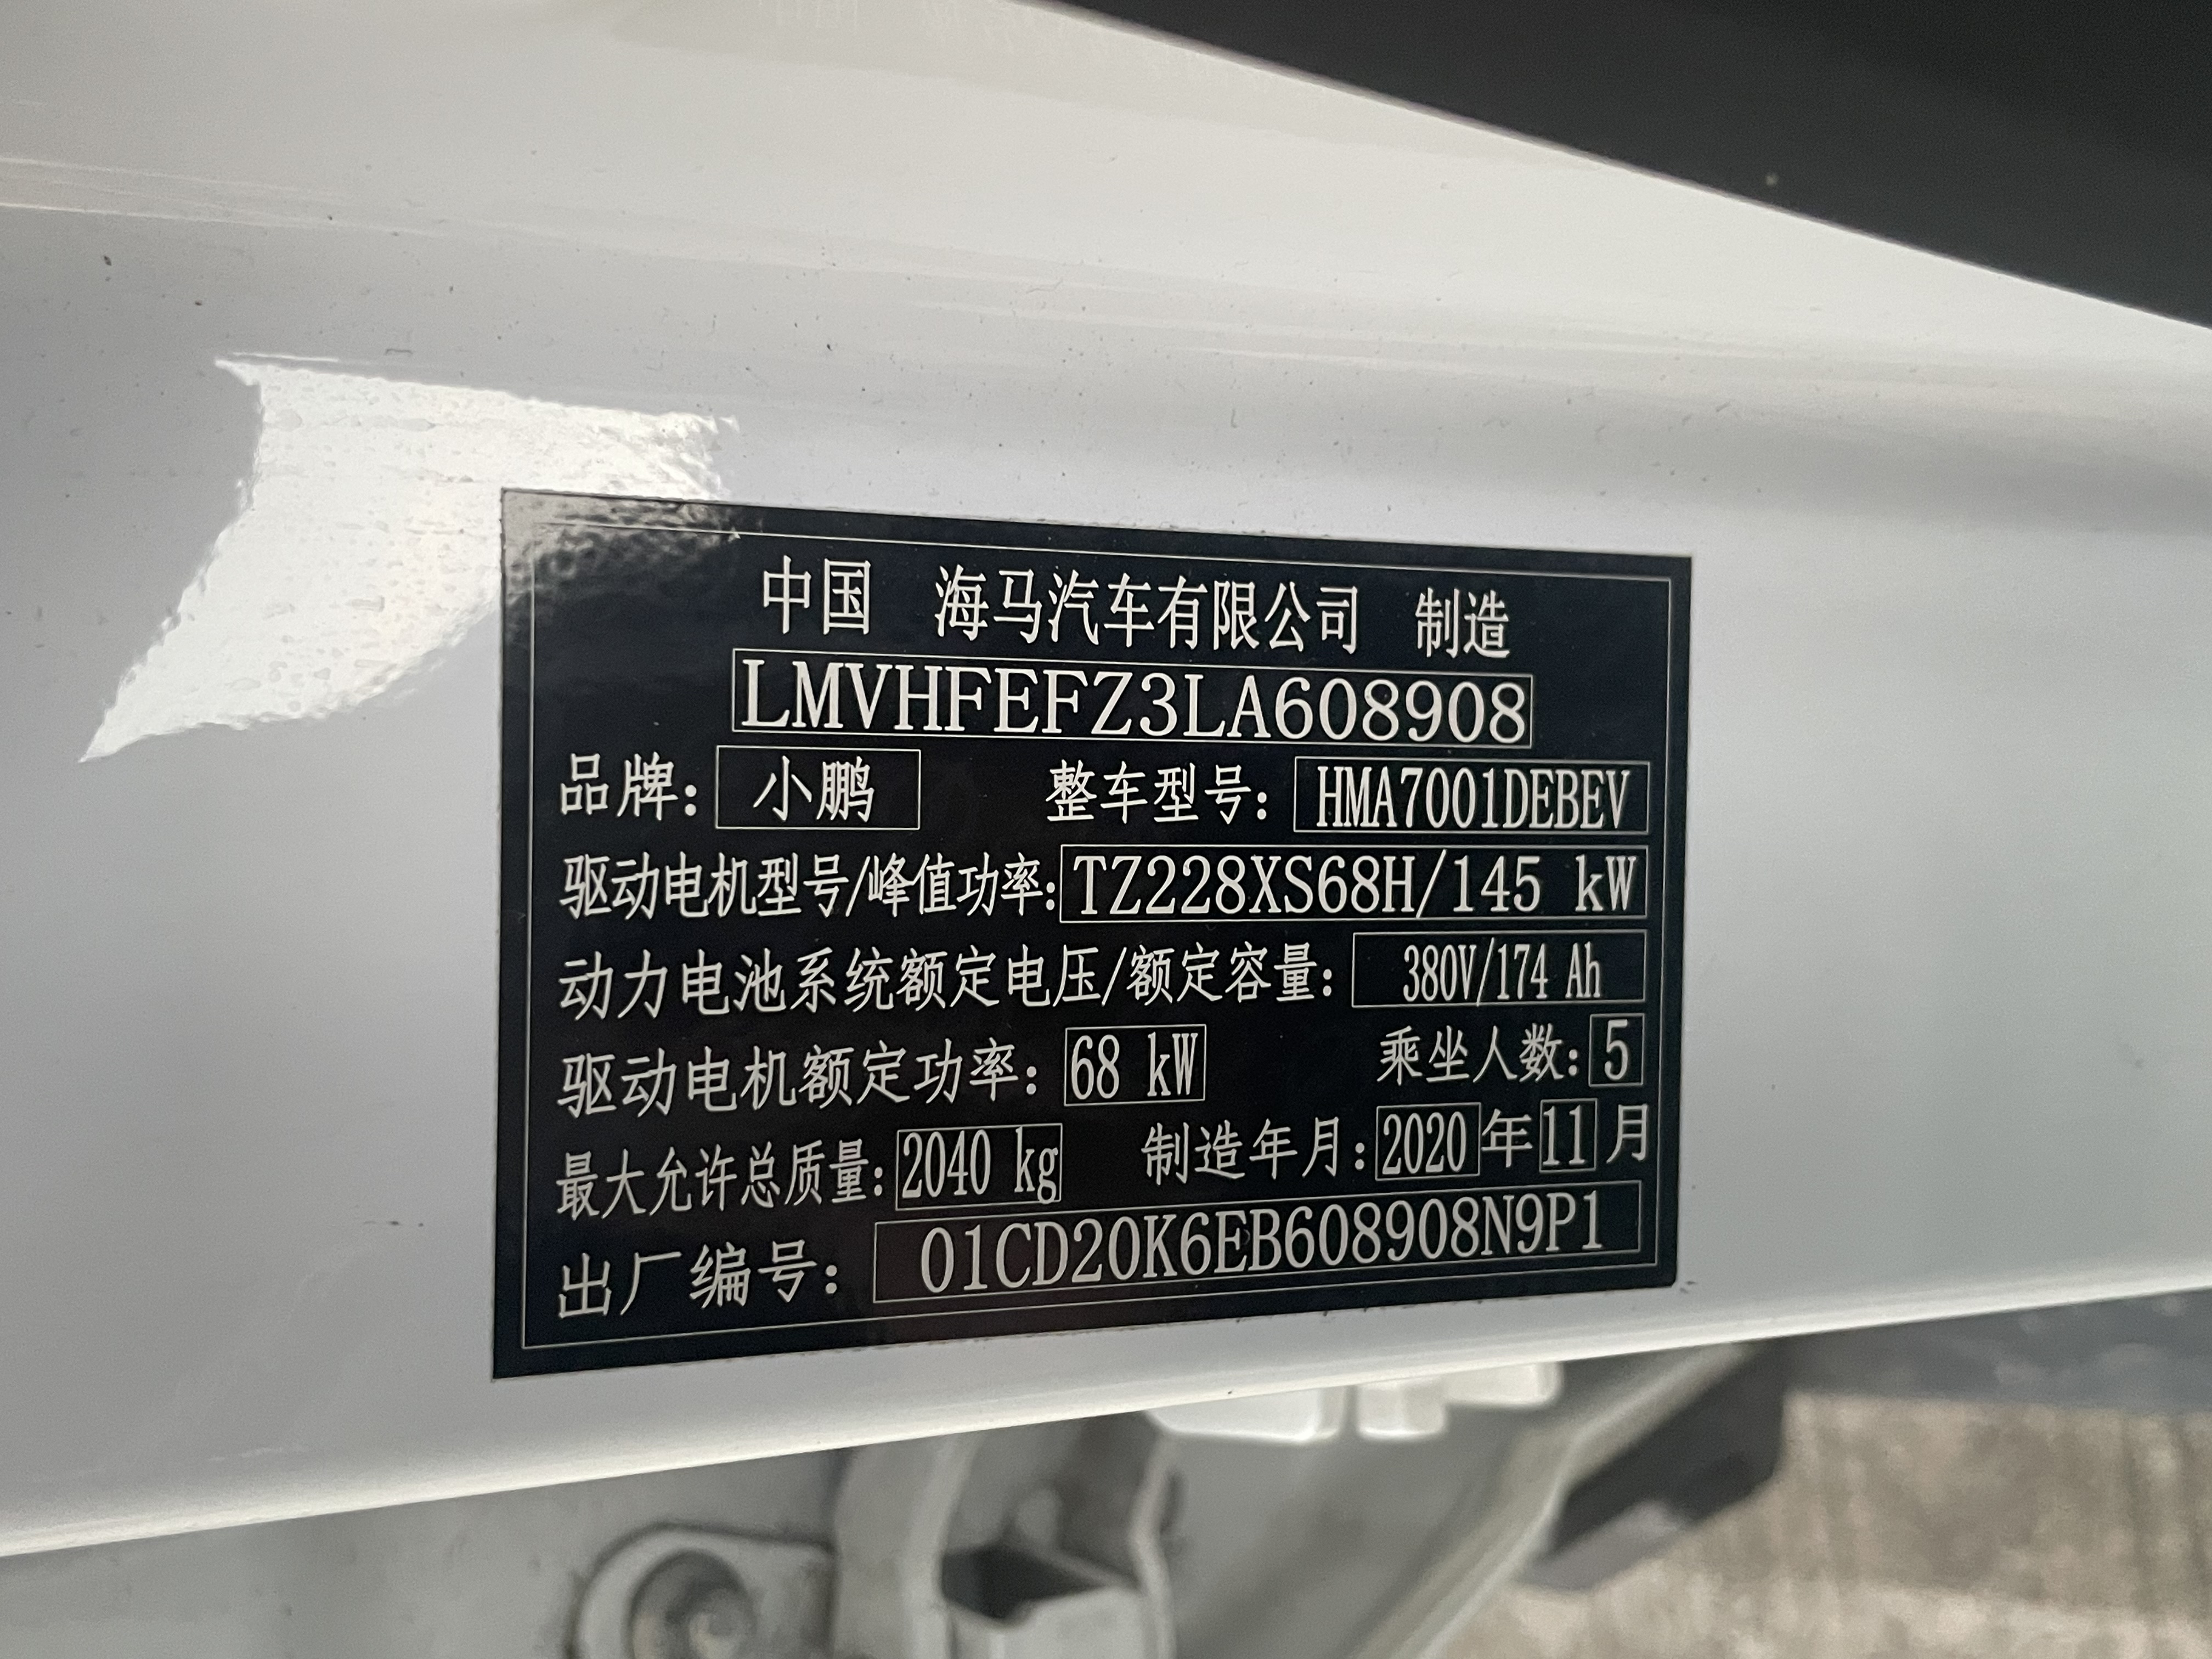 中国 海马汽车有限公司 制造
LMVHFEFZ3LA608908
品牌: 小鹏 整车型号: HMA7001DEBEV
驱动电机型号/峰值功率: TZ228XS68H/145 kW
动力电池系统额定电压/额定容量: 380V/174 Ah
驱动电机额定功率: 68 kW 乘坐人数: 5
最大允许总质量: 2040 kg 制造年月: 2020 年 11 月
出厂编号: 01CD20K6EB608908N9P1